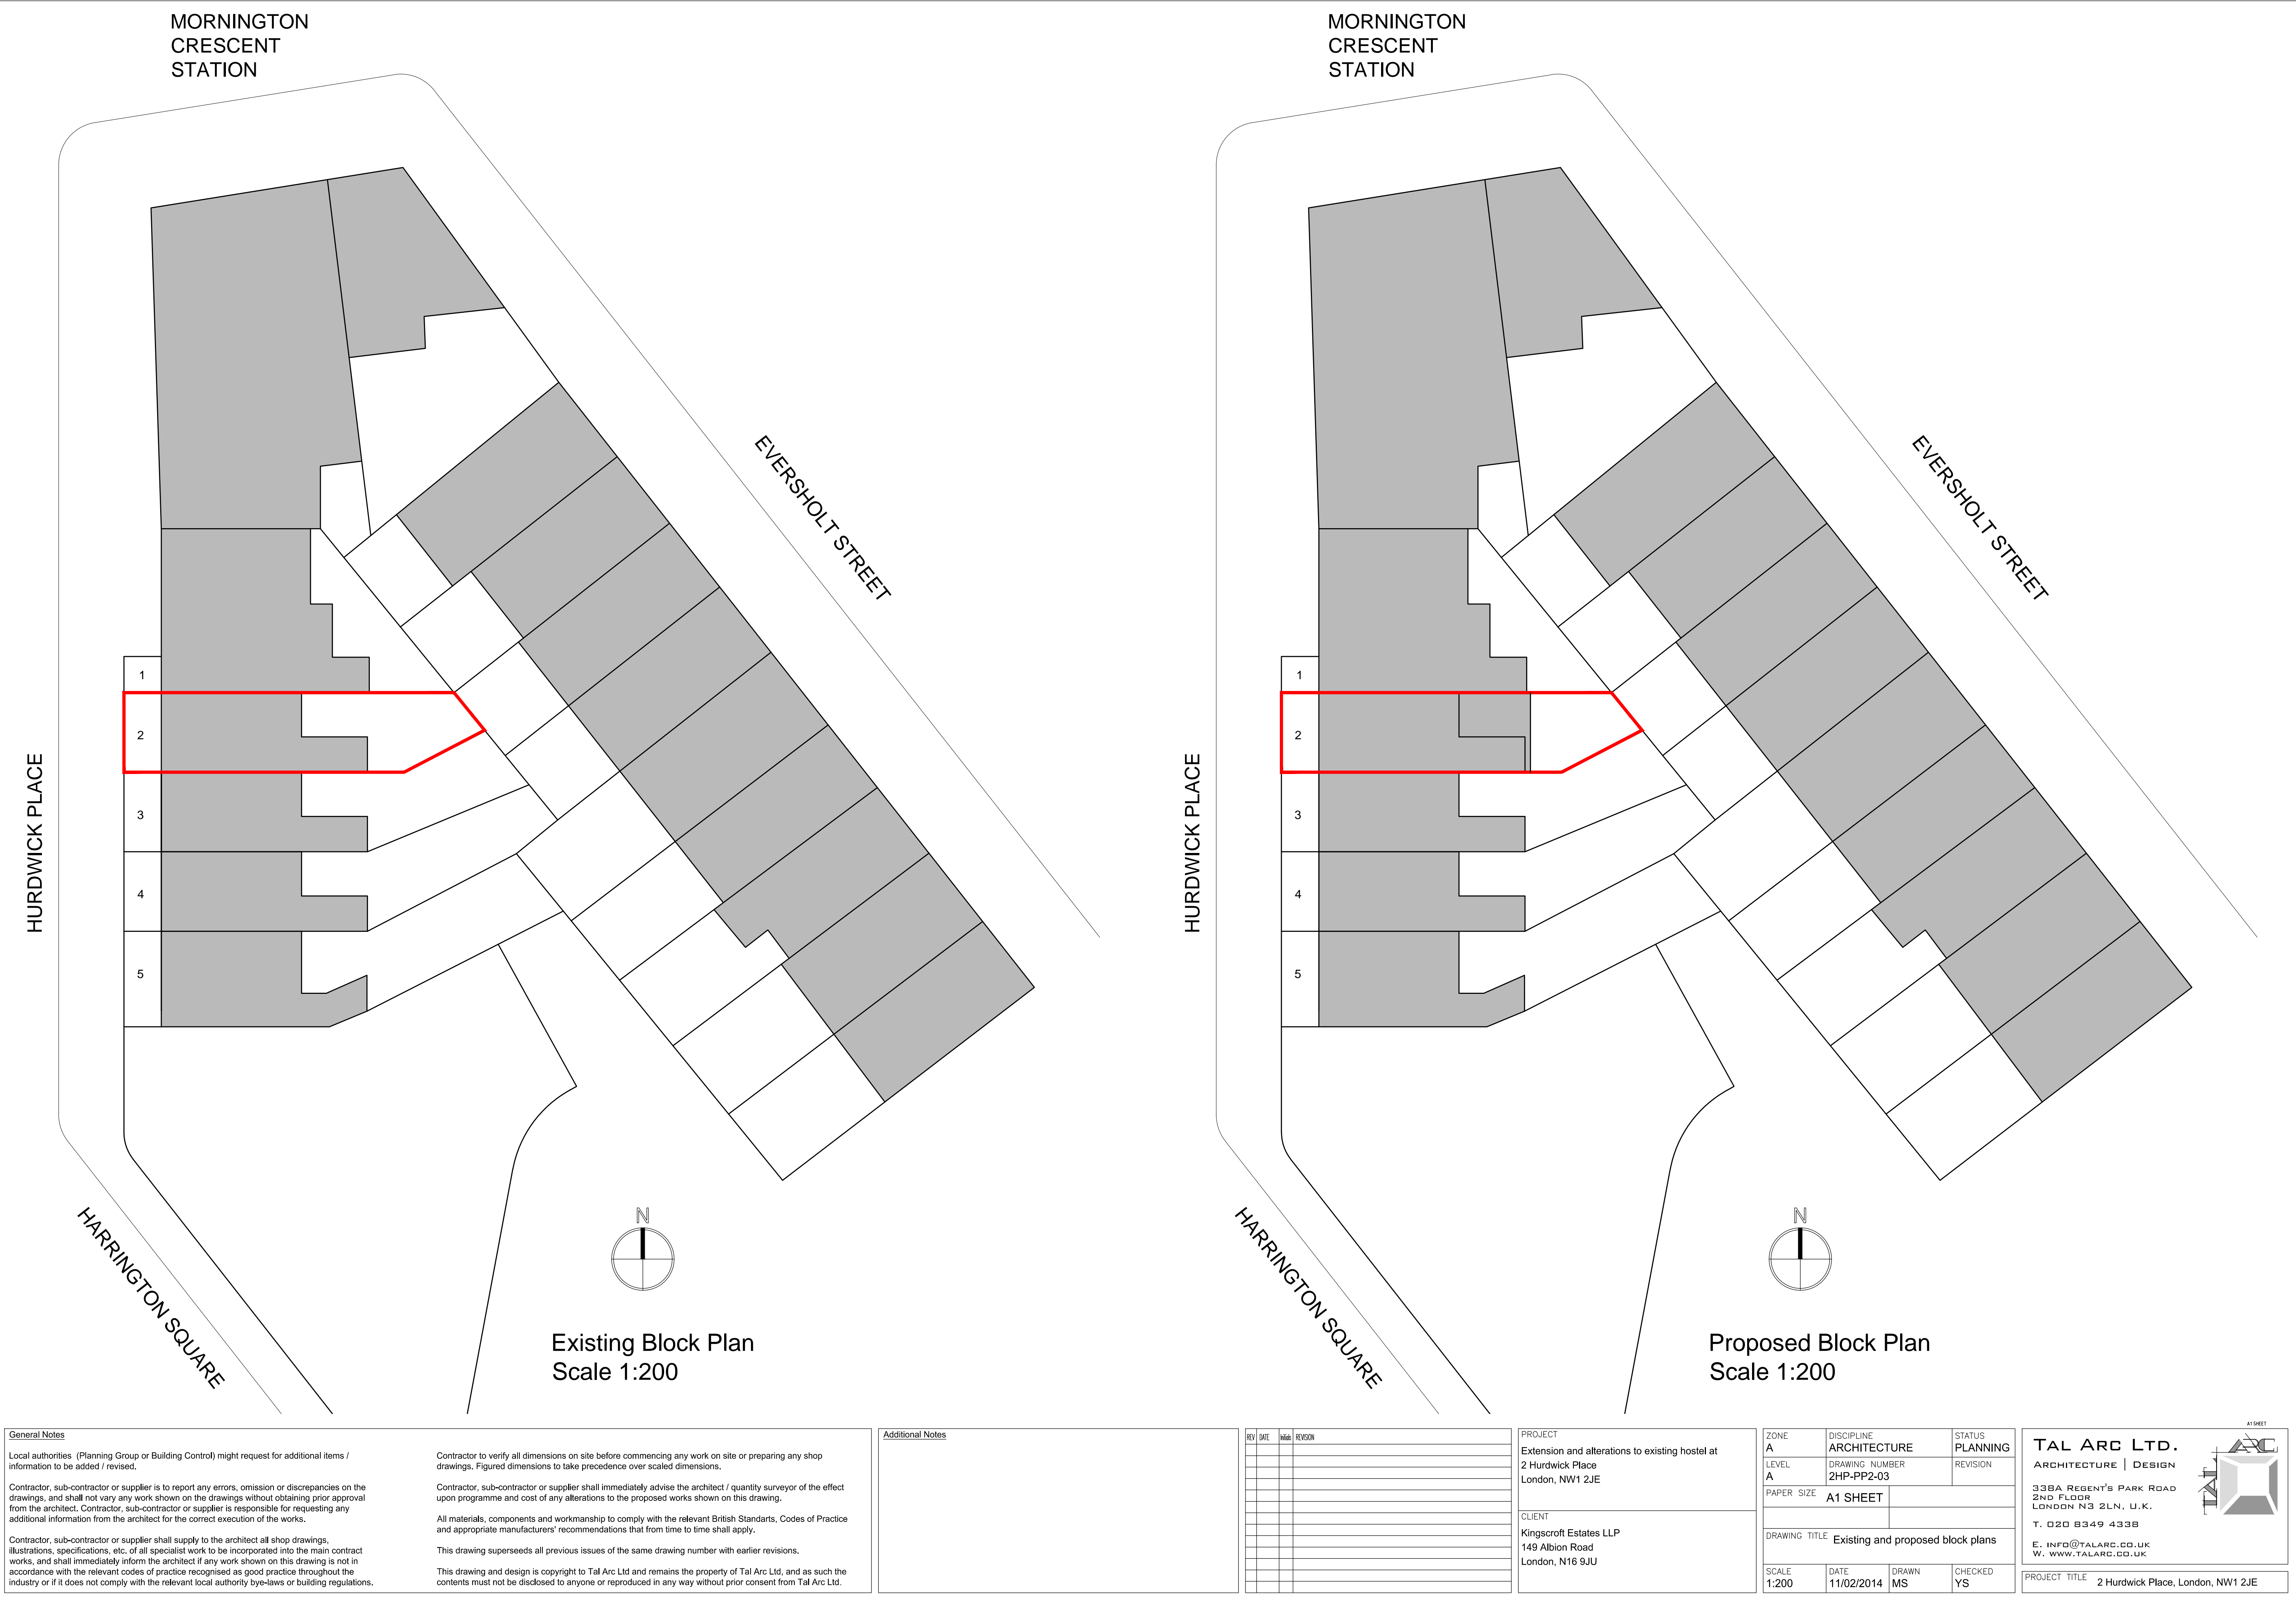 MORNINGTON
CRESCENT
STATION
EVERSHOLT STREET
1
2
3
4
5
HURDWICK PLACE
HARRINGTON SQUARE
N
Existing Block Plan
Scale 1:200
MORNINGTON
CRESCENT
STATION
EVERSHOLT STREET
1
2
3
4
5
HURDWICK PLACE
HARRINGTON SQUARE
N
Proposed Block Plan
Scale 1:200
General Notes
Local authorities (Planning Group or Building Control) might request for additional items /
information to be added / revised.
Contractor, sub-contractor or supplier is to report any errors, omission or discrepancies on the
drawings, and shall not vary any work shown on the drawings without obtaining prior approval
from the architect. Contractor, sub-contractor or supplier is responsible for requesting any
additional information from the architect for the correct execution of the works.
Contractor, sub-contractor or supplier shall supply to the architect all shop drawings,
illustrations, specifications, etc. of all specialist work to be incorporated into the main contract
works, and shall immediately inform the architect if any work shown on this drawing is not in
accordance with the relevant codes of practice recognised as good practice throughout the
industry or if it does not comply with the relevant local authority bye-laws or building regulations.
Contractor to verify all dimensions on site before commencing any work on site or preparing any shop
drawings, Figured dimensions to take precedence over scaled dimensions.
Contractor, sub-contractor or supplier shall immediately advise the architect / quantity surveyor of the effect
upon programme and cost of any alterations to the proposed works shown on this drawing.
All materials, components and workmanship to comply with the relevant British Standarts, Codes of Practice
and appropriate manufacturers' recommendations that from time to time shall apply.
This drawing superseeds all previous issues of the same drawing number with earlier revisions.
This drawing and design is copyright to Tal Arc Ltd and remains the property of Tal Arc Ltd, and as such the
contents must not be disclosed to anyone or reproduced in any way without prior consent from Tal Arc Ltd.
Additional Notes
REV DATE Initials REVISION
PROJECT
Extension and alterations to existing hostel at
2 Hurdwick Place
London, NW1 2JE
CLIENT
Kingscroft Estates LLP
149 Albion Road
London, N16 9JU
ZONE DISCIPLINE STATUS
A ARCHITECTURE PLANNING
LEVEL DRAWING NUMBER REVISION
A 2HP-PP2-03
PAPER SIZE A1 SHEET
DRAWING TITLE Existing and proposed block plans
SCALE DATE DRAWN CHECKED
1:200 11/02/2014 MS YS
A1 SHEET
TAL ARC LTD.
ARCHITECTURE | DESIGN
338A REGENT'S PARK ROAD
2ND FLOOR
LONDON N3 2LN, U.K.
T. 020 8349 4338
E. INFO@TALARC.CO.UK
W. WWW.TALARC.CO.UK
TAL ARC
PROJECT TITLE 2 Hurdwick Place, London, NW1 2JE